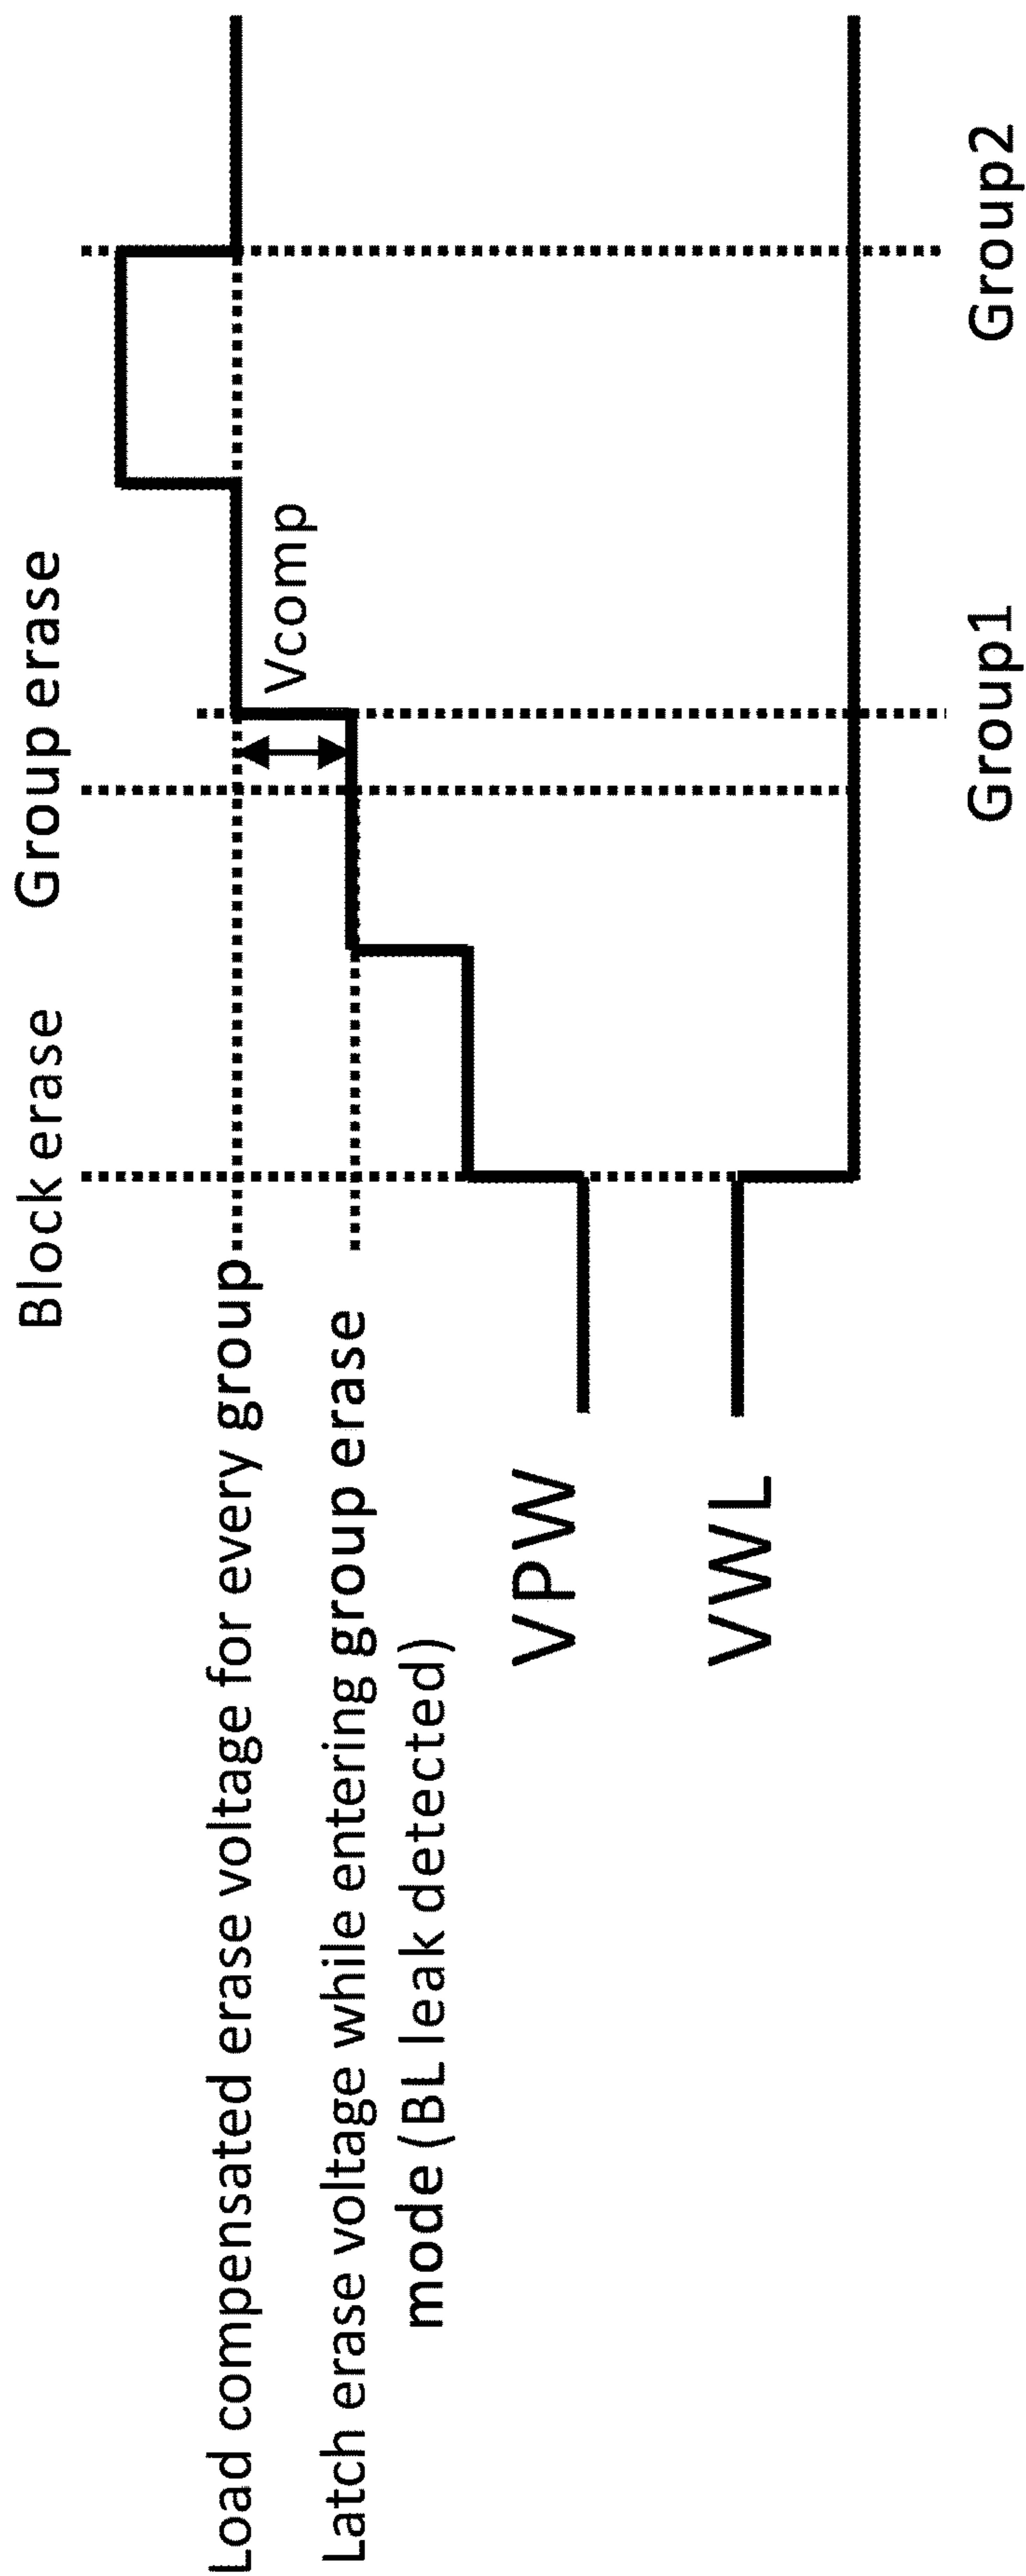 Block erase
Group erase
Load compensated erase voltage for every group
Vcomp
Latch erase voltage while entering group erase
mode (BL leak detected)
VPW
VWL
Group1
Group2